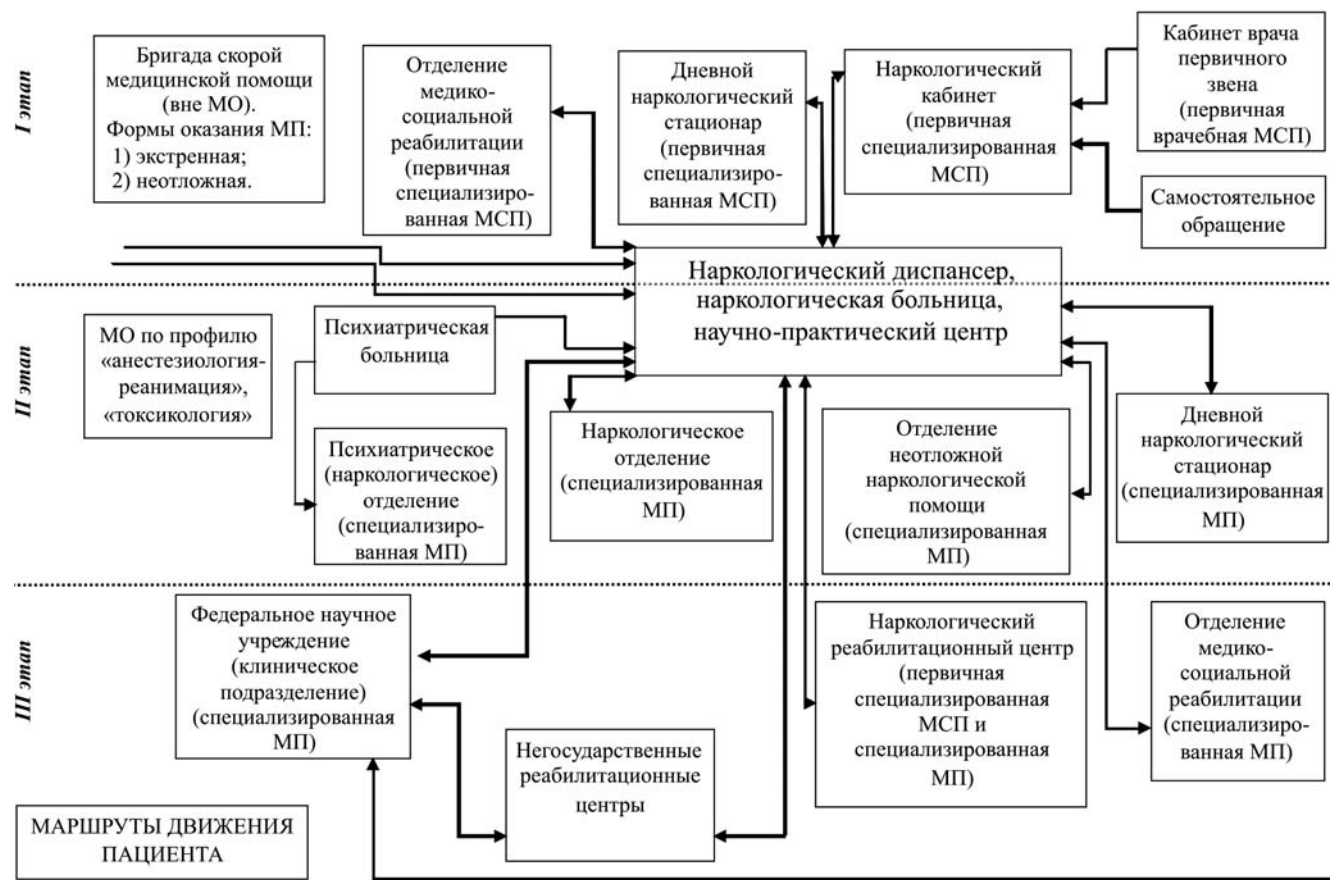 I этап
Бригада скорой
медицинской помощи
(вне МО).
Формы оказания МП:
1) экстренная;
2) неотложная.
Отделение
медико-
социальной
реабилитации
(первичная
специализиро-
ванная МСП)
Дневной
наркологический
стационар
(первичная
специализиро-
ванная МСП)
Наркологический
кабинет
(первичная
специализированная
МСП)
Кабинет врача
первичного
звена
(первичная
врачебная МСП)
Самостоятельное
обращение
Наркологический диспансер,
наркологическая больница,
научно-практический центр
II этап
МО по профилю
«анестезиология-
реанимация»,
«токсикология»
Психиатрическая
больница
Психиатрическое
(наркологическое)
отделение
(специализиро-
ванная МП)
Наркологическое
отделение
(специализированная
МП)
Отделение
неотложной
наркологической
помощи
(специализированная
МП)
Дневной
наркологический
стационар
(специализированная
МП)
III этап
Федеральное научное
учреждение
(клиническое
подразделение)
(специализированная
МП)
Негосударственные
реабилитационные
центры
Наркологический
реабилитационный центр
(первичная
специализированная
МСП и
специализированная
МП)
Отделение
медико-
социальной
реабилитации
(специализиро-
ванная МП)
МАРШРУТЫ ДВИЖЕНИЯ
ПАЦИЕНТА